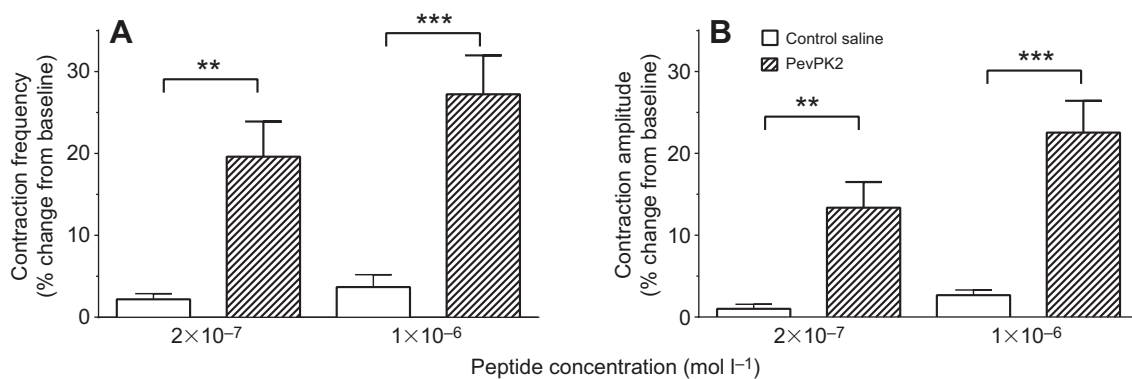 A
Contraction frequency
(% change from baseline)
30
20
10
0
**
***
2×10–7
1×10–6
B
Control saline
PevPK2
Contraction amplitude
(% change from baseline)
30
20
10
0
**
***
2×10–7
1×10–6
Peptide concentration (mol l–1)